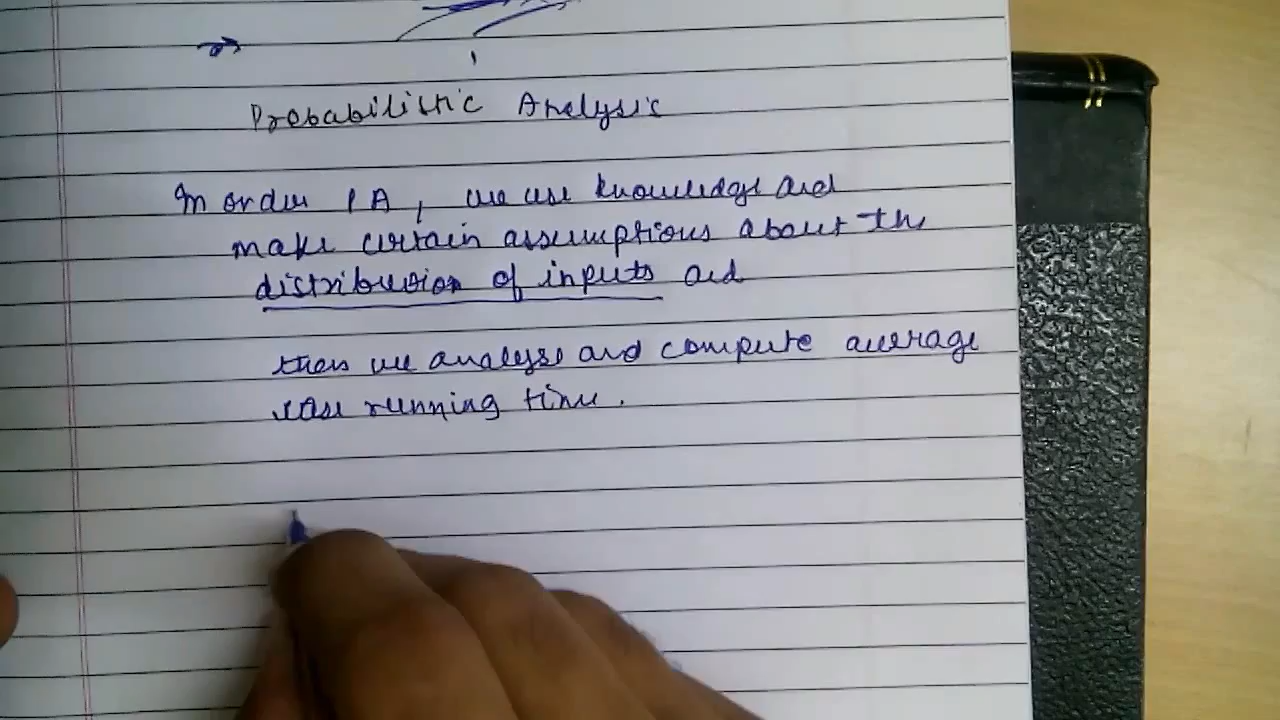 Probabilistic Analysis
In order PA, we use knowledge and
make certain assumptions about the
distribution of inputs and
then we analyse and compute average
case running time.